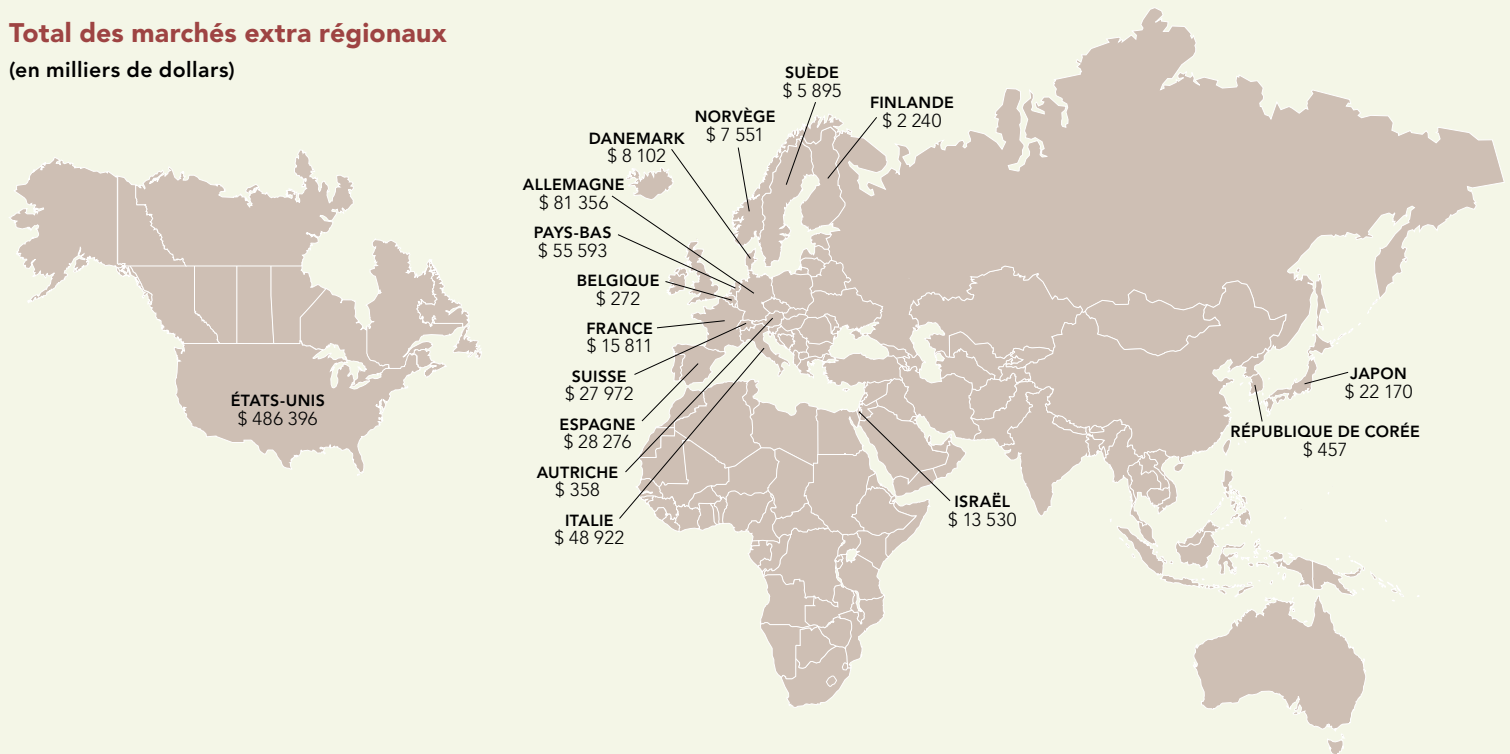 Total des marchés extra régionaux
(en milliers de dollars)
SUÈDE
$ 5 895
FINLANDE
$ 2 240
NORVÈGE
$ 7 551
DANEMARK
$ 8 102
ALLEMAGNE
$ 81 356
PAYS-BAS
$ 55 593
BELGIQUE
$ 272
FRANCE
$ 15 811
SUISSE
$ 27 972
ESPAGNE
$ 28 276
AUTRICHE
$ 358
ITALIE
$ 48 922
ÉTATS-UNIS
$ 486 396
JAPON
$ 22 170
RÉPUBLIQUE DE CORÉE
$ 457
ISRAËL
$ 13 530